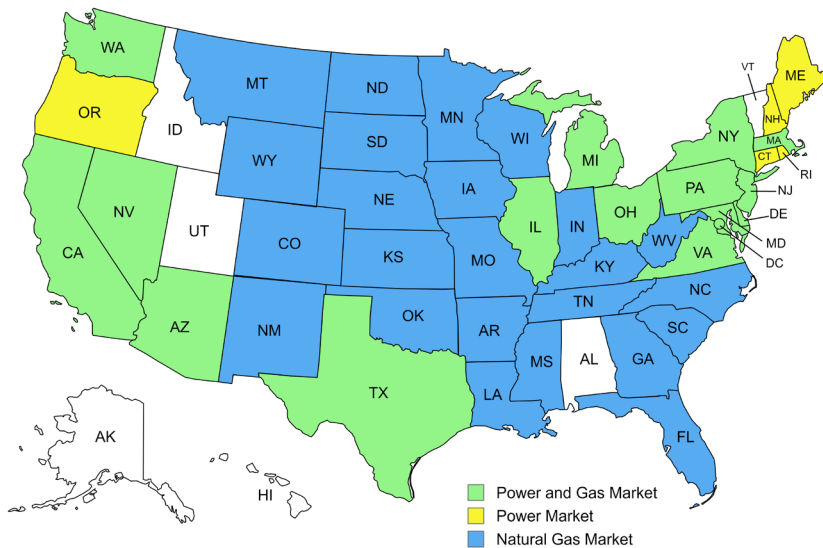 WA
MT
ND
OR
ID
MN
VT
ME
NH
SD
WI
WY
MI
NY
MA
CT
RI
IA
NE
PA
NJ
NV
UT
IL
IN
OH
DE
CA
CO
KS
MO
WV
VA
MD
KY
DC
NC
TN
AZ
NM
OK
AR
SC
MS
AL
GA
TX
LA
AK
FL
HI
Power and Gas Market
Power Market
Natural Gas Market